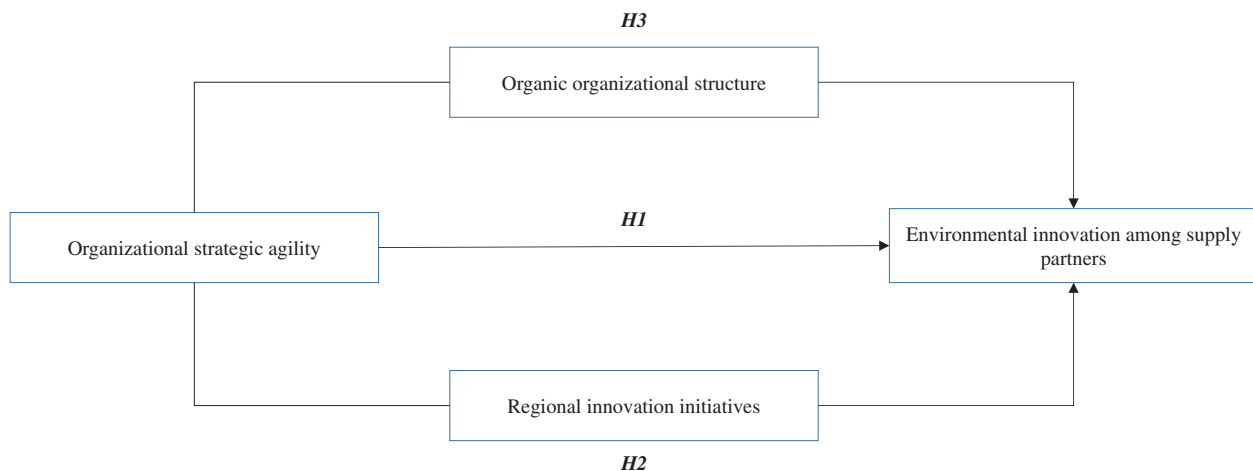 H3
Organic organizational structure
H1
Organizational strategic agility
Environmental innovation among supply
partners
Regional innovation initiatives
H2